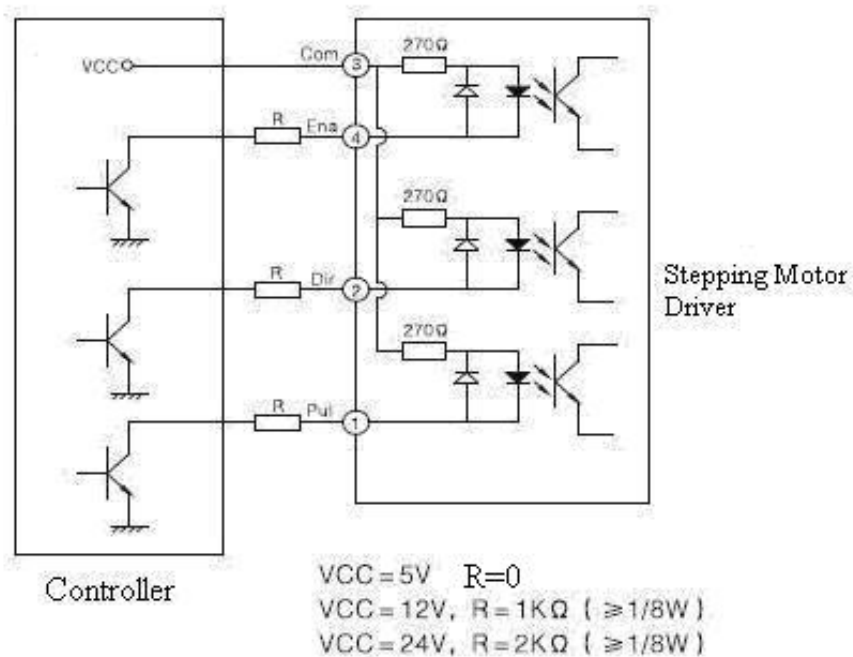 270Ω
Com
3
VCC
R
Ena
4
270Ω
R
Dir
2
Stepping Motor
Driver
270Ω
R
Pul
1
Controller
VCC=5V R=0
VCC=12V, R=1KΩ ( ≥1/8W )
VCC=24V, R=2KΩ ( ≥1/8W )